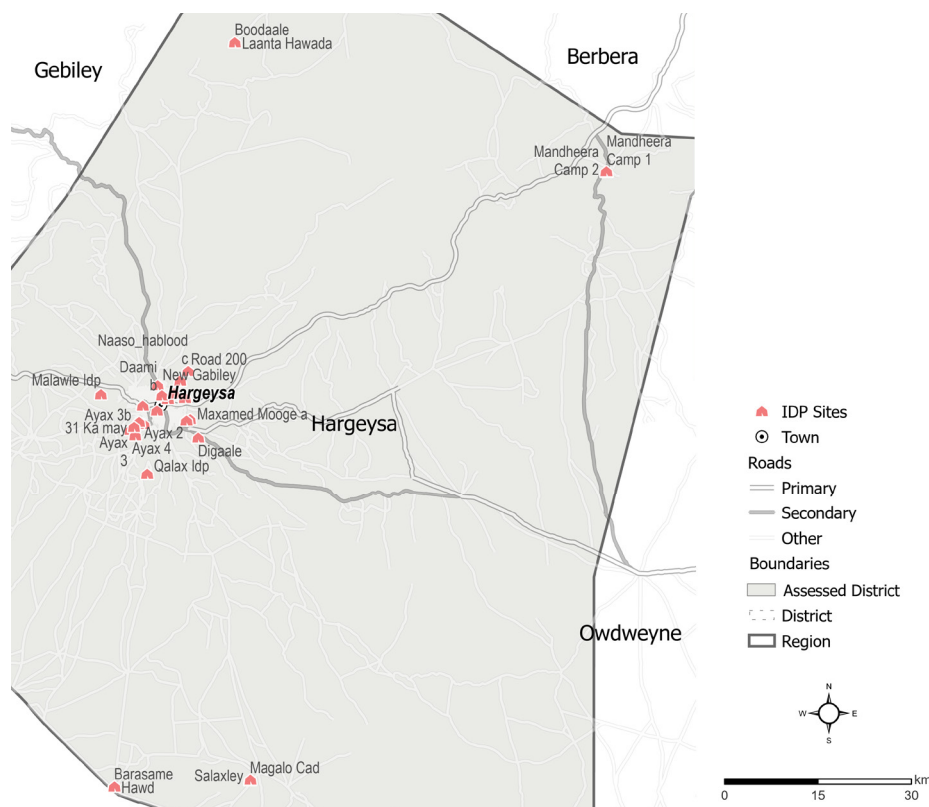 Boodaale
Laanta Hawada
Berbera
Gebiley
Mandheera
Camp 1
Mandheera
Camp 2
Naaso_hablood
c Road 200
Daami
b
New Gabiley
Malawle Idp
Hargeysa
Ayax 3b
Maxamed Mooge a
31 Ka may
Ayax 2
Hargeysa
Ayax
3
Ayax 4
Digaale
Qalax Idp
Owdweyne
Barasame
Hawd
Salaxley
Magalo Cad
IDP Sites
Town
Roads
Primary
Secondary
Other
Boundaries
Assessed District
District
Region
N
W
E
S
km
0
15
30